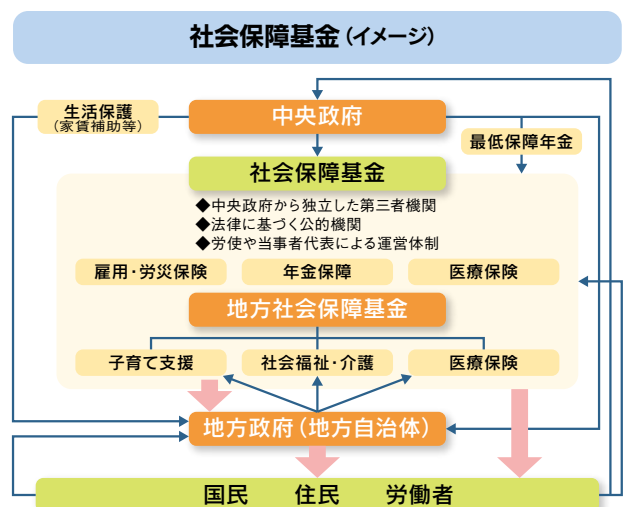 社会保障基金（イメージ）
生活保護
（家賃補助等）
中央政府
最低保障年金
社会保障基金
◆中央政府から独立した第三者機関
◆法律に基づく公的機関
◆労使や当事者代表による運営体制
雇用・労災保険
年金保障
医療保険
地方社会保障基金
子育て支援
社会福祉・介護
医療保険
地方政府（地方自治体）
国民　住民　労働者